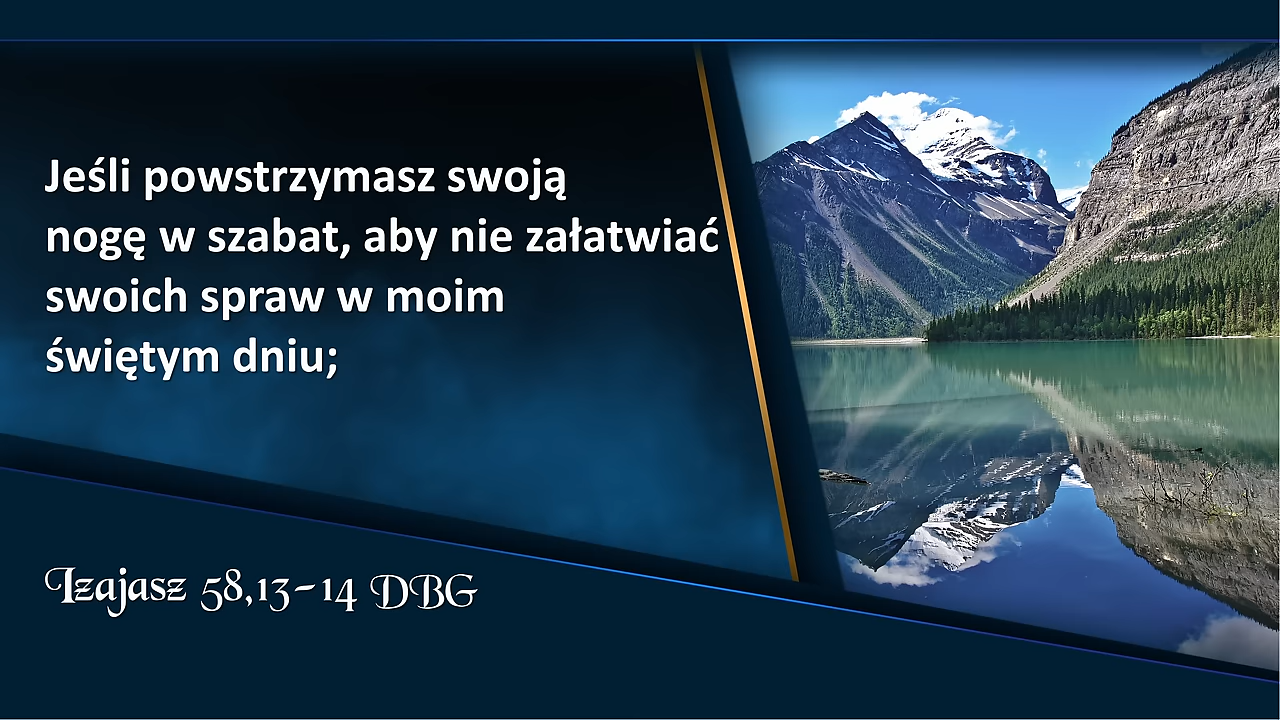 Jeśli powstrzymasz swoją
nogę w szabat, aby nie załatwiać
swoich spraw w moim
świętym dniu;
Izajasz 58,13-14 DBG